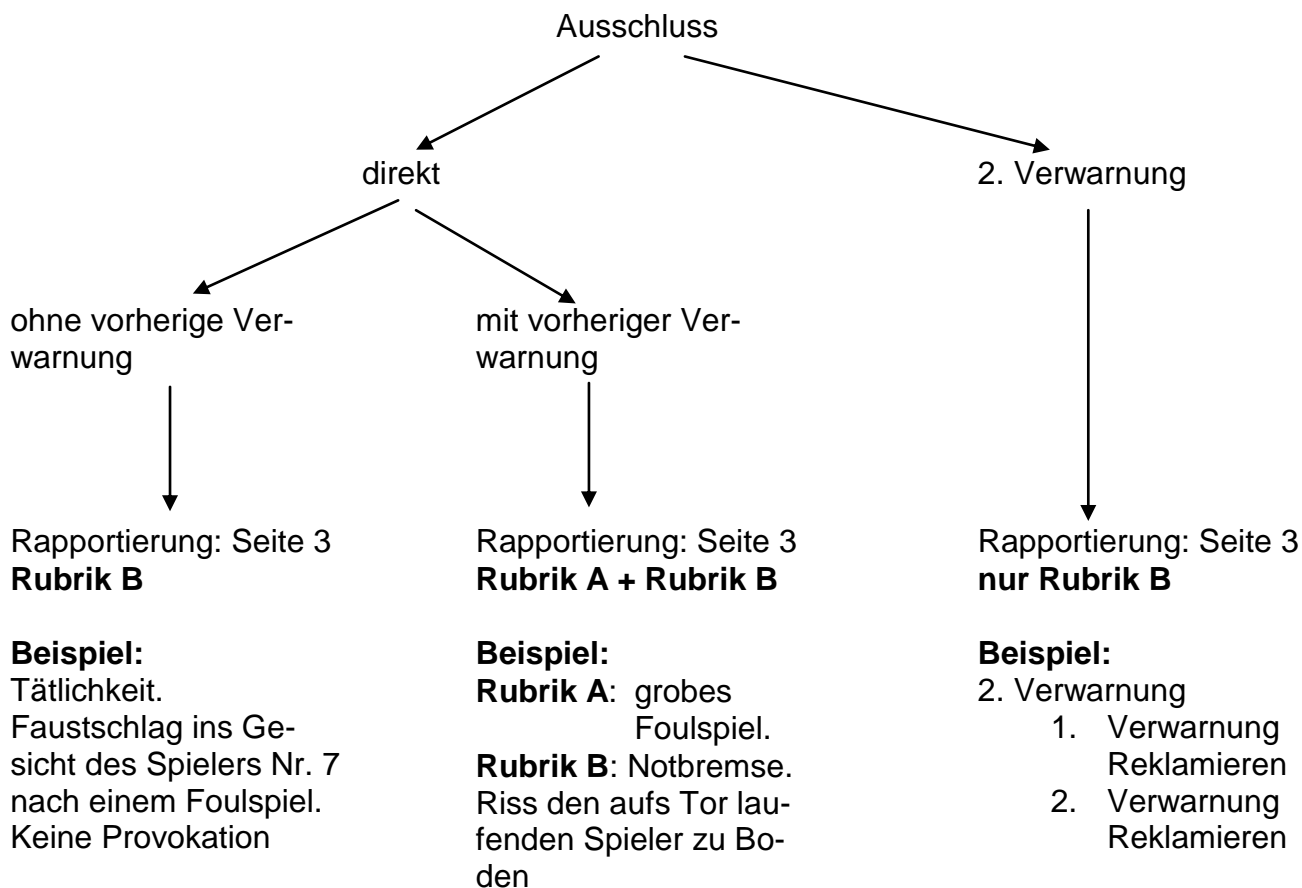 Ausschluss
direkt
2. Verwarnung
ohne vorherige Ver-
warnung
mit vorheriger Ver-
warnung
Rapportierung: Seite 3
Rubrik B
Beispiel:
Tätlichkeit.
Faustschlag ins Ge-
sicht des Spielers Nr. 7
nach einem Foulspiel.
Keine Provokation
Rapportierung: Seite 3
Rubrik A + Rubrik B
Beispiel:
Rubrik A: grobes
Foulspiel.
Rubrik B: Notbremse.
Riss den aufs Tor lau-
fenden Spieler zu Bo-
den
Rapportierung: Seite 3
nur Rubrik B
Beispiel:
2. Verwarnung
1. Verwarnung
Reklamieren
2. Verwarnung
Reklamieren